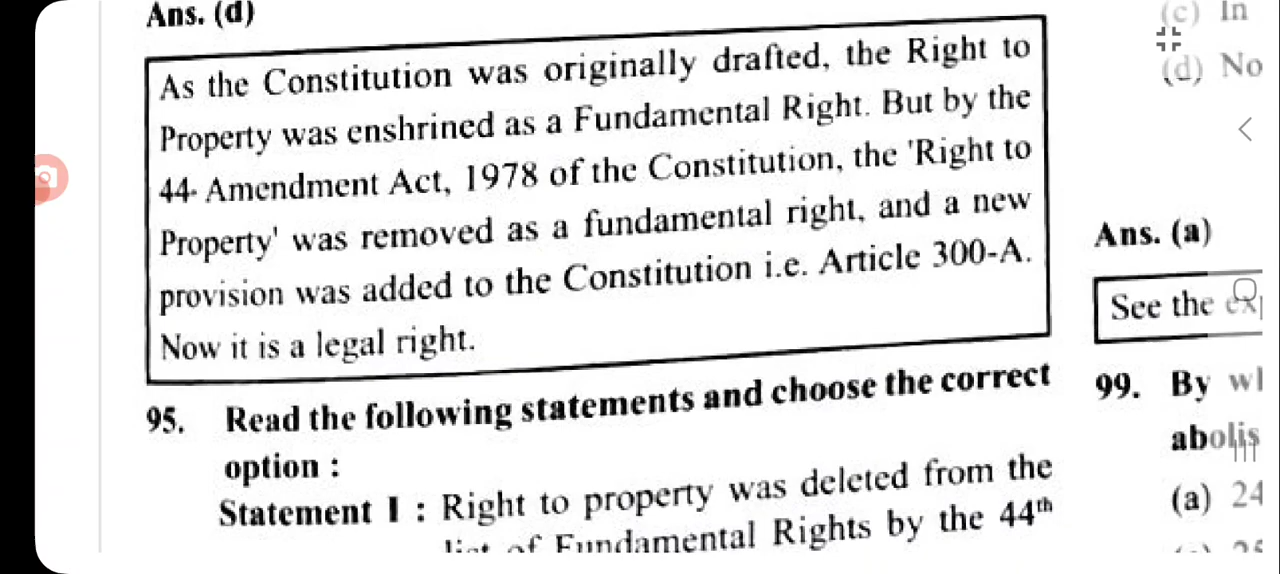 Ans. (d)
As the Constitution was originally drafted, the Right to
Property was enshrined as a Fundamental Right. But by the
44. Amendment Act, 1978 of the Constitution, the 'Right to
Property' was removed as a fundamental right, and a new
provision was added to the Constitution i.e. Article 300-A.
Now it is a legal right.
95. Read the following statements and choose the correct
option :
Statement I : Right to property was deleted from the
list of Fundamental Rights by the 44th
(c) In
(d) No
Ans. (a)
See the
99. By
(a) 24